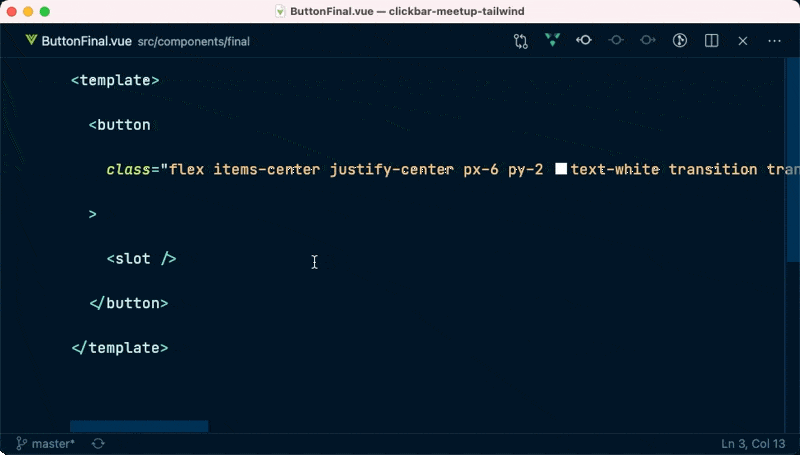 ButtonFinal.vue — clickbar-meetup-tailwind
ButtonFinal.vue src/components/final
<template>
<button
class="flex items-center justify-center px-6 py-2 text-white transition tran
>
<slot />
</button>
</template>
master*
Ln 3, Col 13